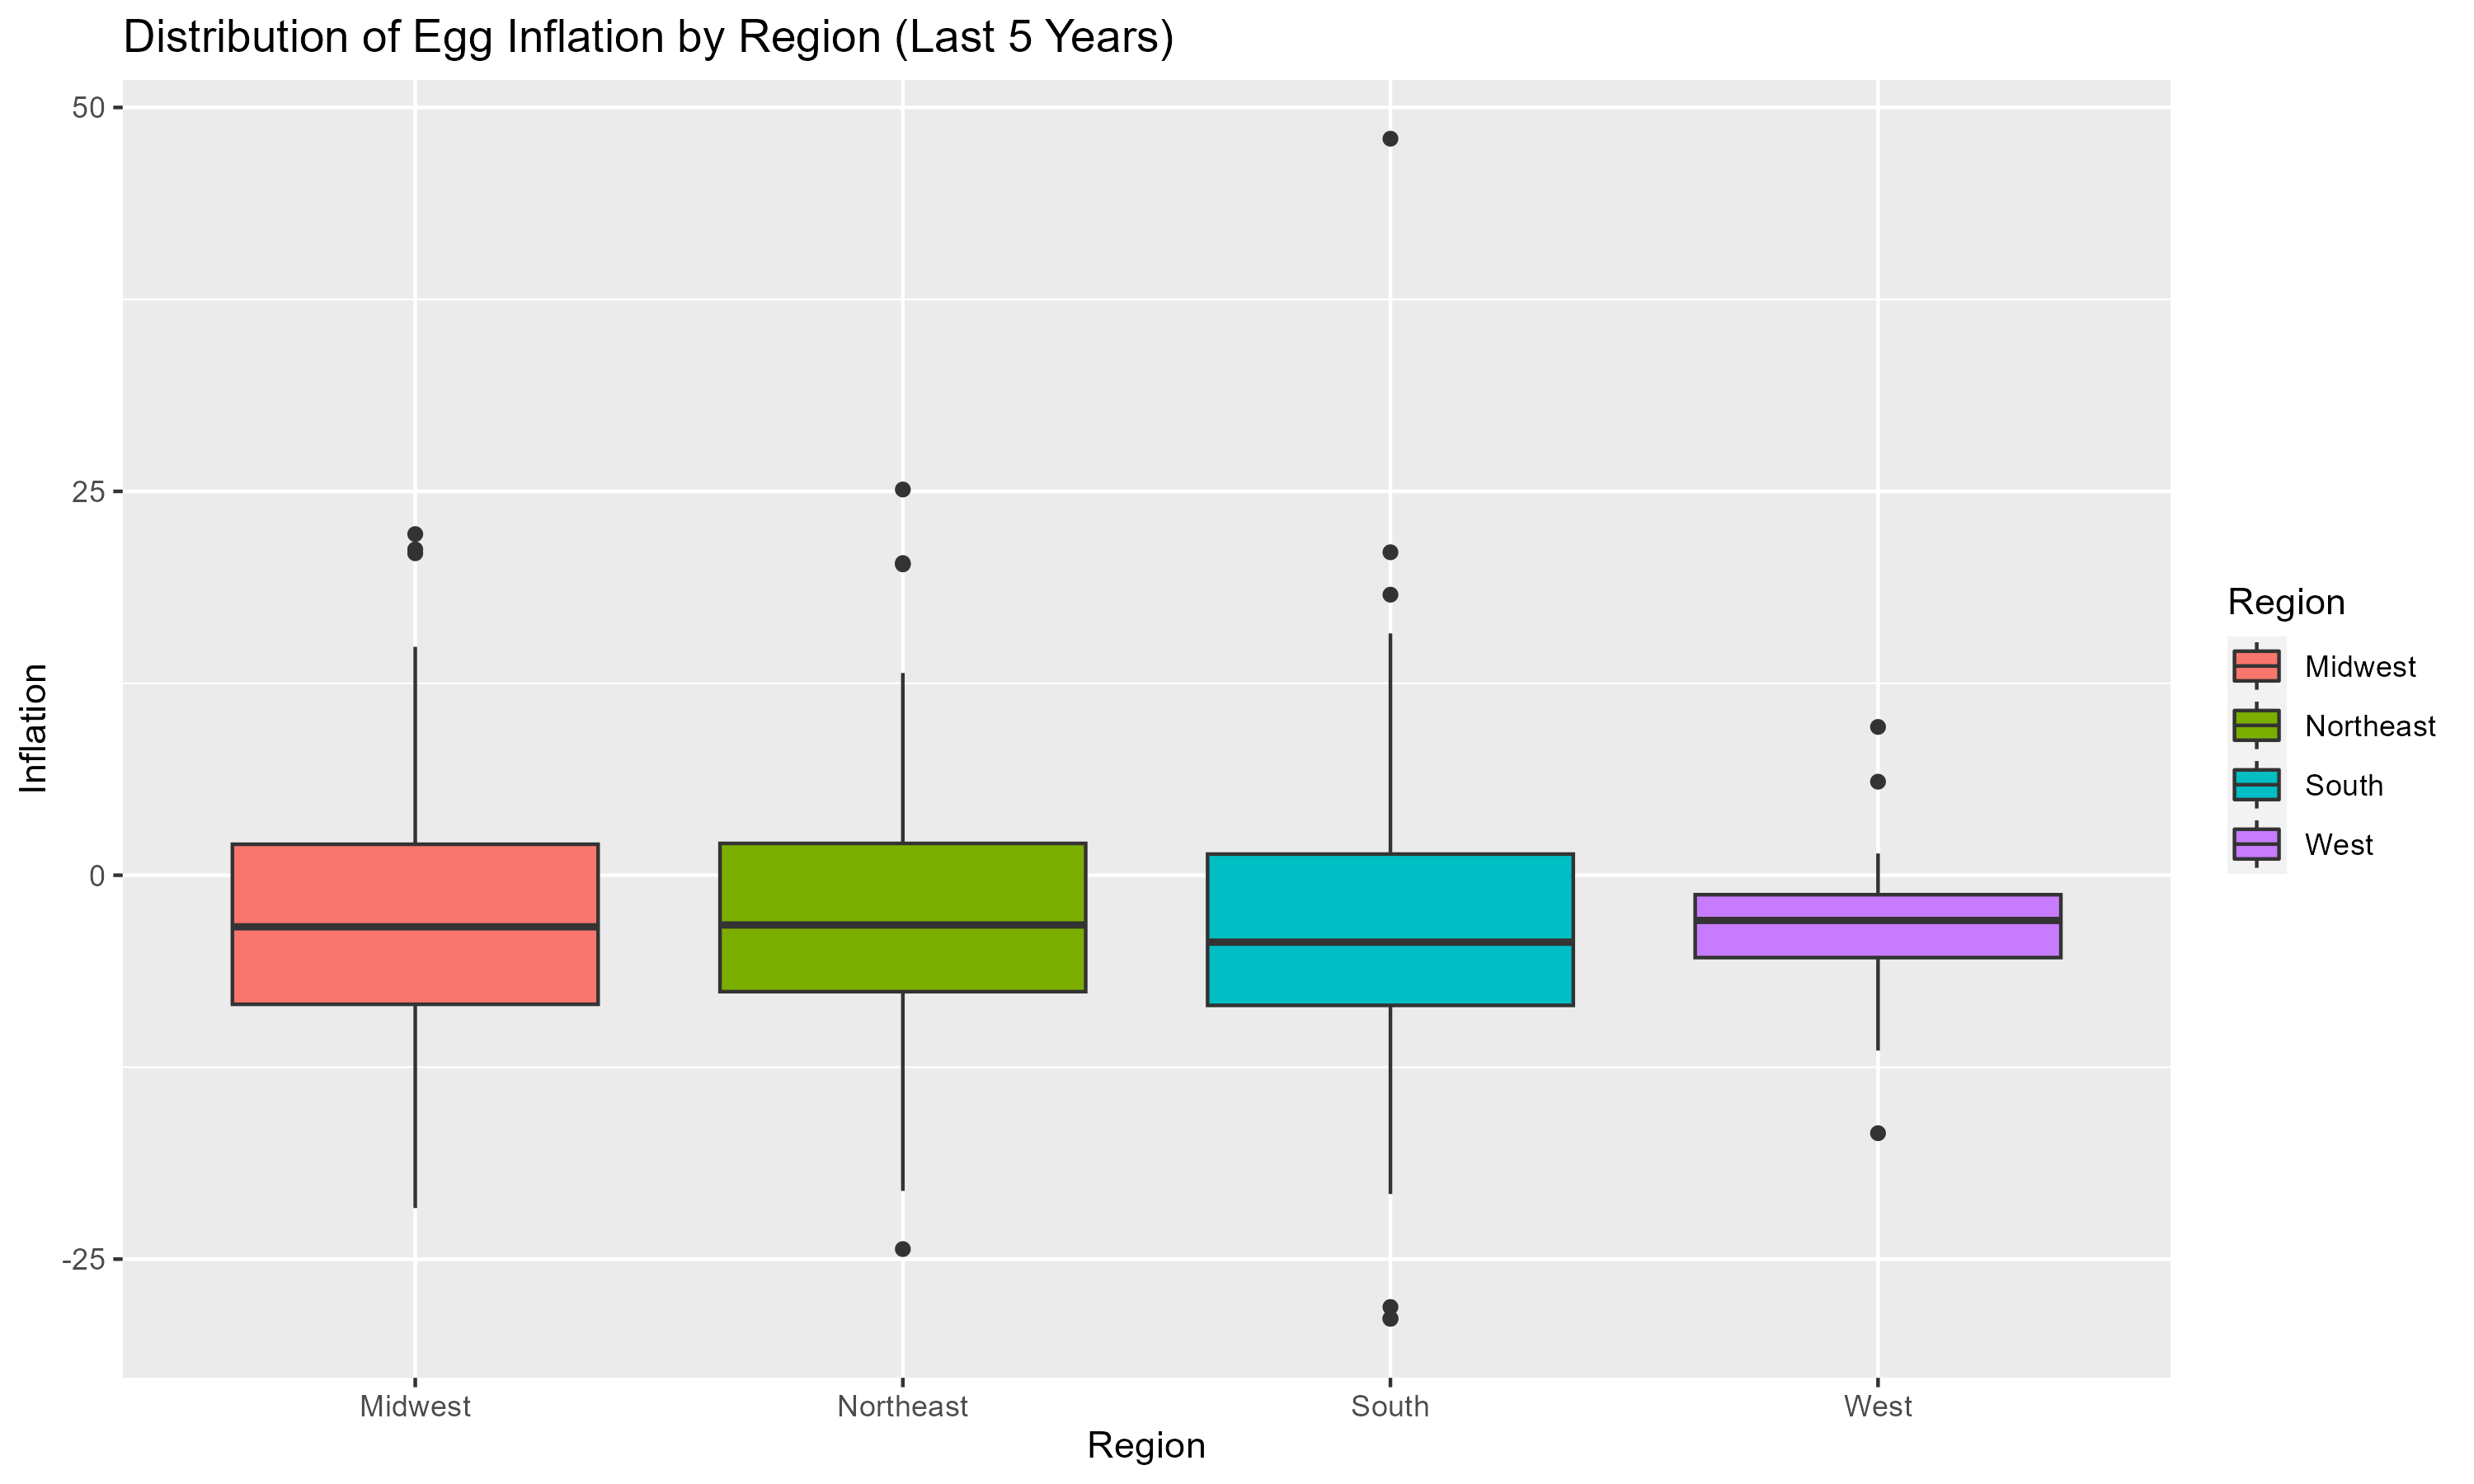 Distribution of Egg Inflation by Region (Last 5 Years)
50
25
0
-25
Inflation
Midwest
Northeast
South
West
Region
Region
Midwest
Northeast
South
West